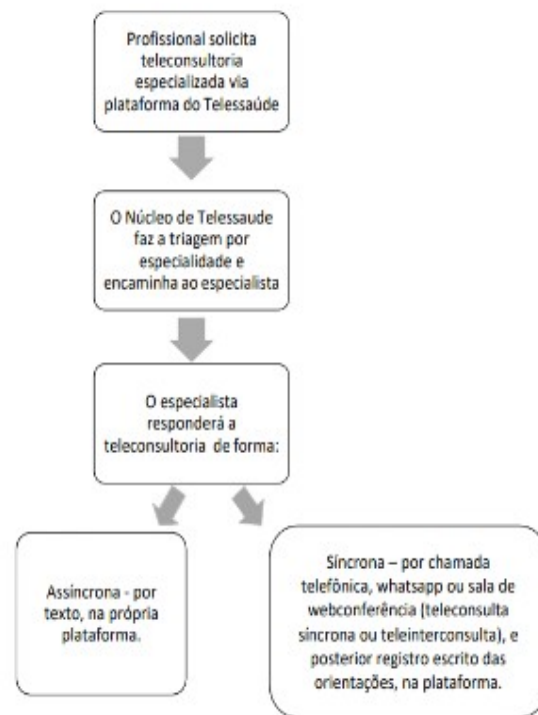 Profissional solicita
teleconsultoria
especializada via
plataforma do Telessaúde
O Núcleo de Telessaude
faz a triagem por
especialidade e
encaminha ao especialista
O especialista
responderá a
teleconsultoria de forma:
Assíncrona - por
texto, na própria
plataforma.
Síncrona – por chamada
telefônica, whatsapp ou sala de
webconferência (teleconsulta
síncrona ou teleinterconsulta), e
posterior registro escrito das
orientações, na plataforma.